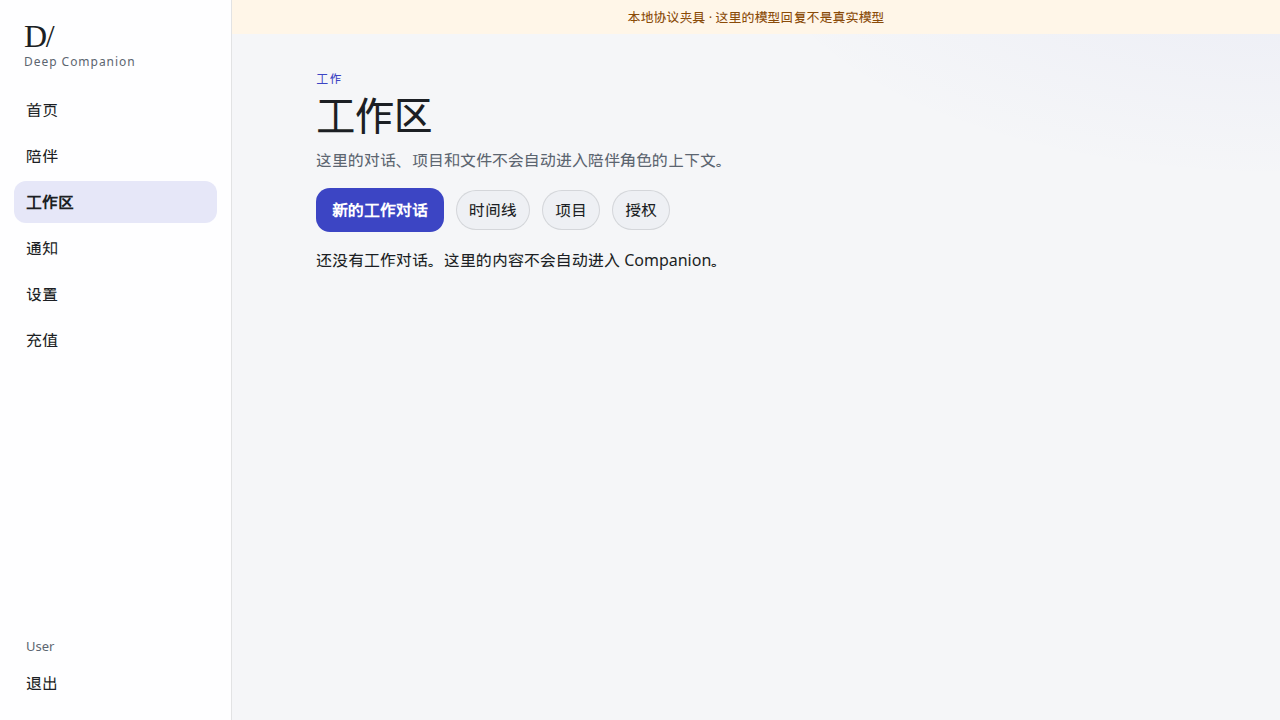 D/
Deep Companion
首页
陪伴
工作区
通知
设置
充值
User
退出
本地协议夹具 · 这里的模型回复不是真实模型
工作
工作区
这里的对话、项目和文件不会自动进入陪伴角色的上下文。
新的工作对话 时间线 项目 授权
还没有工作对话。这里的内容不会自动进入 Companion。